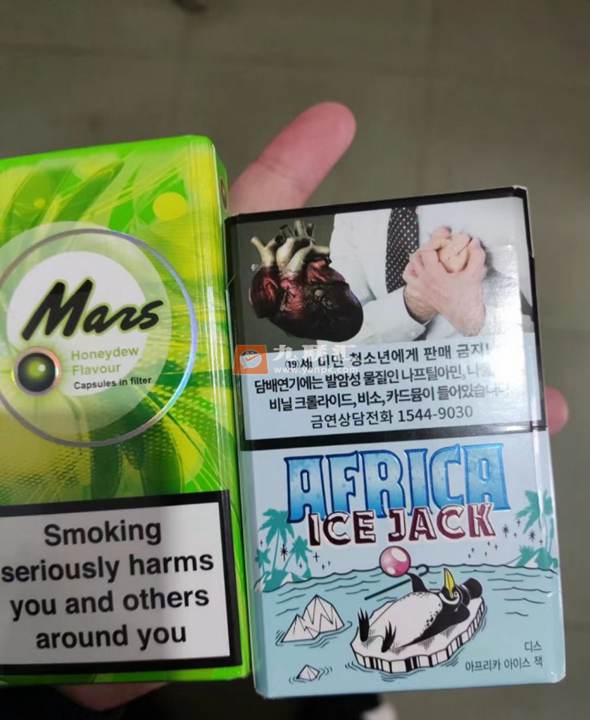 Mars
Honeydew
Flavour
Capsules in filter
Smoking
seriously harms
you and others
around you
19세 미만 청소년에게 판매 금지!
담배연기에는 발암성 물질인 나프틸아민,
비닐 크롤라이드, 비소, 카드뮴이 들어있습니다
금연상담전화 1544-9030
AFRICA
ICE JACK
디스
아프리카 아이스 잭